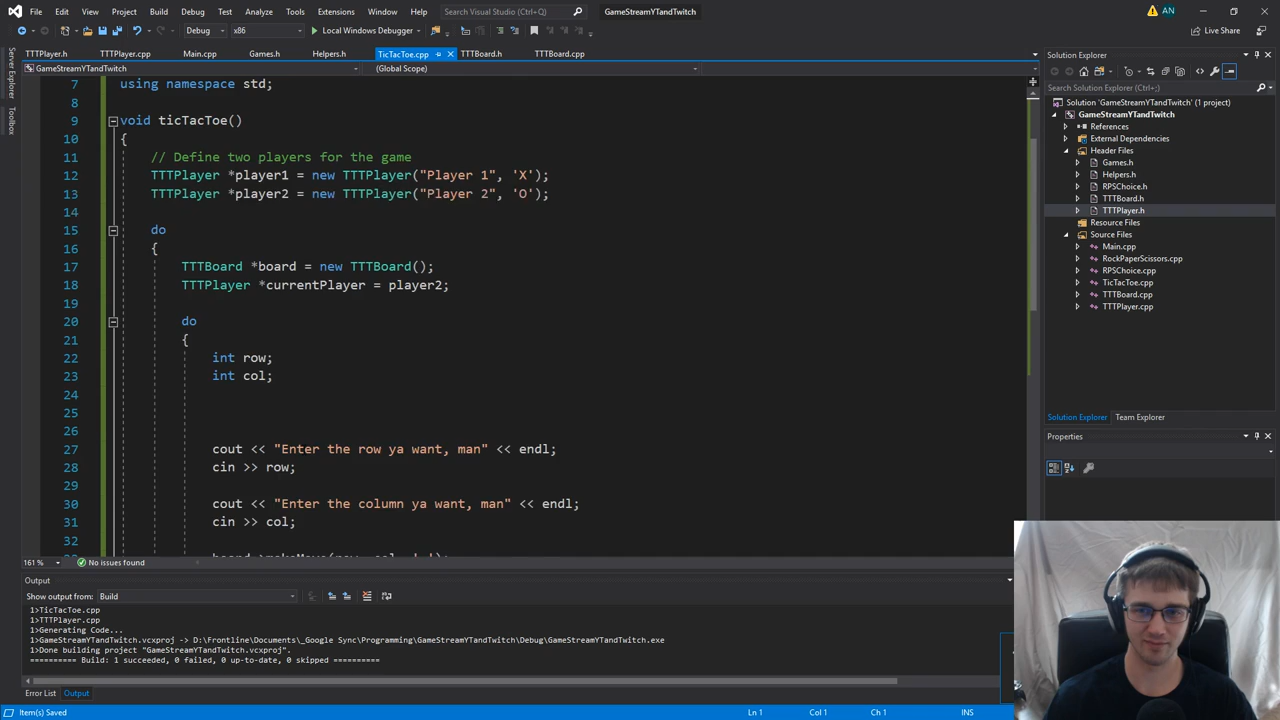 File Edit View Project Build Debug Test Analyze Tools Extensions Window Help Search Visual Studio (Ctrl+Q) GameStreamYTandTwitch AN
Debug x86 Local Windows Debugger Live Share
TTTPlayer.h TTTPlayer.cpp Main.cpp Games.h Helpers.h TicTacToe.cpp TTTBoard.h TTTBoard.cpp
GameStreamYTandTwitch (Global Scope)
Server Explorer
Toolbox
7 using namespace std;
8
9 void ticTacToe()
10 {
11 // Define two players for the game
12 TTTPlayer *player1 = new TTTPlayer("Player 1", 'X');
13 TTTPlayer *player2 = new TTTPlayer("Player 2", 'O');
14
15 do
16 {
17 TTTBoard *board = new TTTBoard();
18 TTTPlayer *currentPlayer = player2;
19
20 do
21 {
22 int row;
23 int col;
24
25
26
27 cout << "Enter the row ya want, man" << endl;
28 cin >> row;
29
30 cout << "Enter the column ya want, man" << endl;
31 cin >> col;
161 % No issues found
Output
Show output from: Build
1>TicTacToe.cpp
1>TTTPlayer.cpp
1>Generating Code...
1>GameStreamYTandTwitch.vcxproj -> D:\Frontline\Documents\_Google Sync\Programming\GameStreamYTandTwitch\Debug\GameStreamYTandTwitch.exe
1>Done building project "GameStreamYTandTwitch.vcxproj".
========== Build: 1 succeeded, 0 failed, 0 up-to-date, 0 skipped ==========
Error List Output
Item(s) Saved Ln 1 Col 1 Ch 1 INS
Solution Explorer
Search Solution Explorer (Ctrl+;)
Solution 'GameStreamYTandTwitch' (1 project)
GameStreamYTandTwitch
References
External Dependencies
Header Files
Games.h
Helpers.h
RPSChoice.h
TTTBoard.h
TTTPlayer.h
Resource Files
Source Files
Main.cpp
RockPaperScissors.cpp
RPSChoice.cpp
TicTacToe.cpp
TTTBoard.cpp
TTTPlayer.cpp
Solution Explorer Team Explorer
Properties